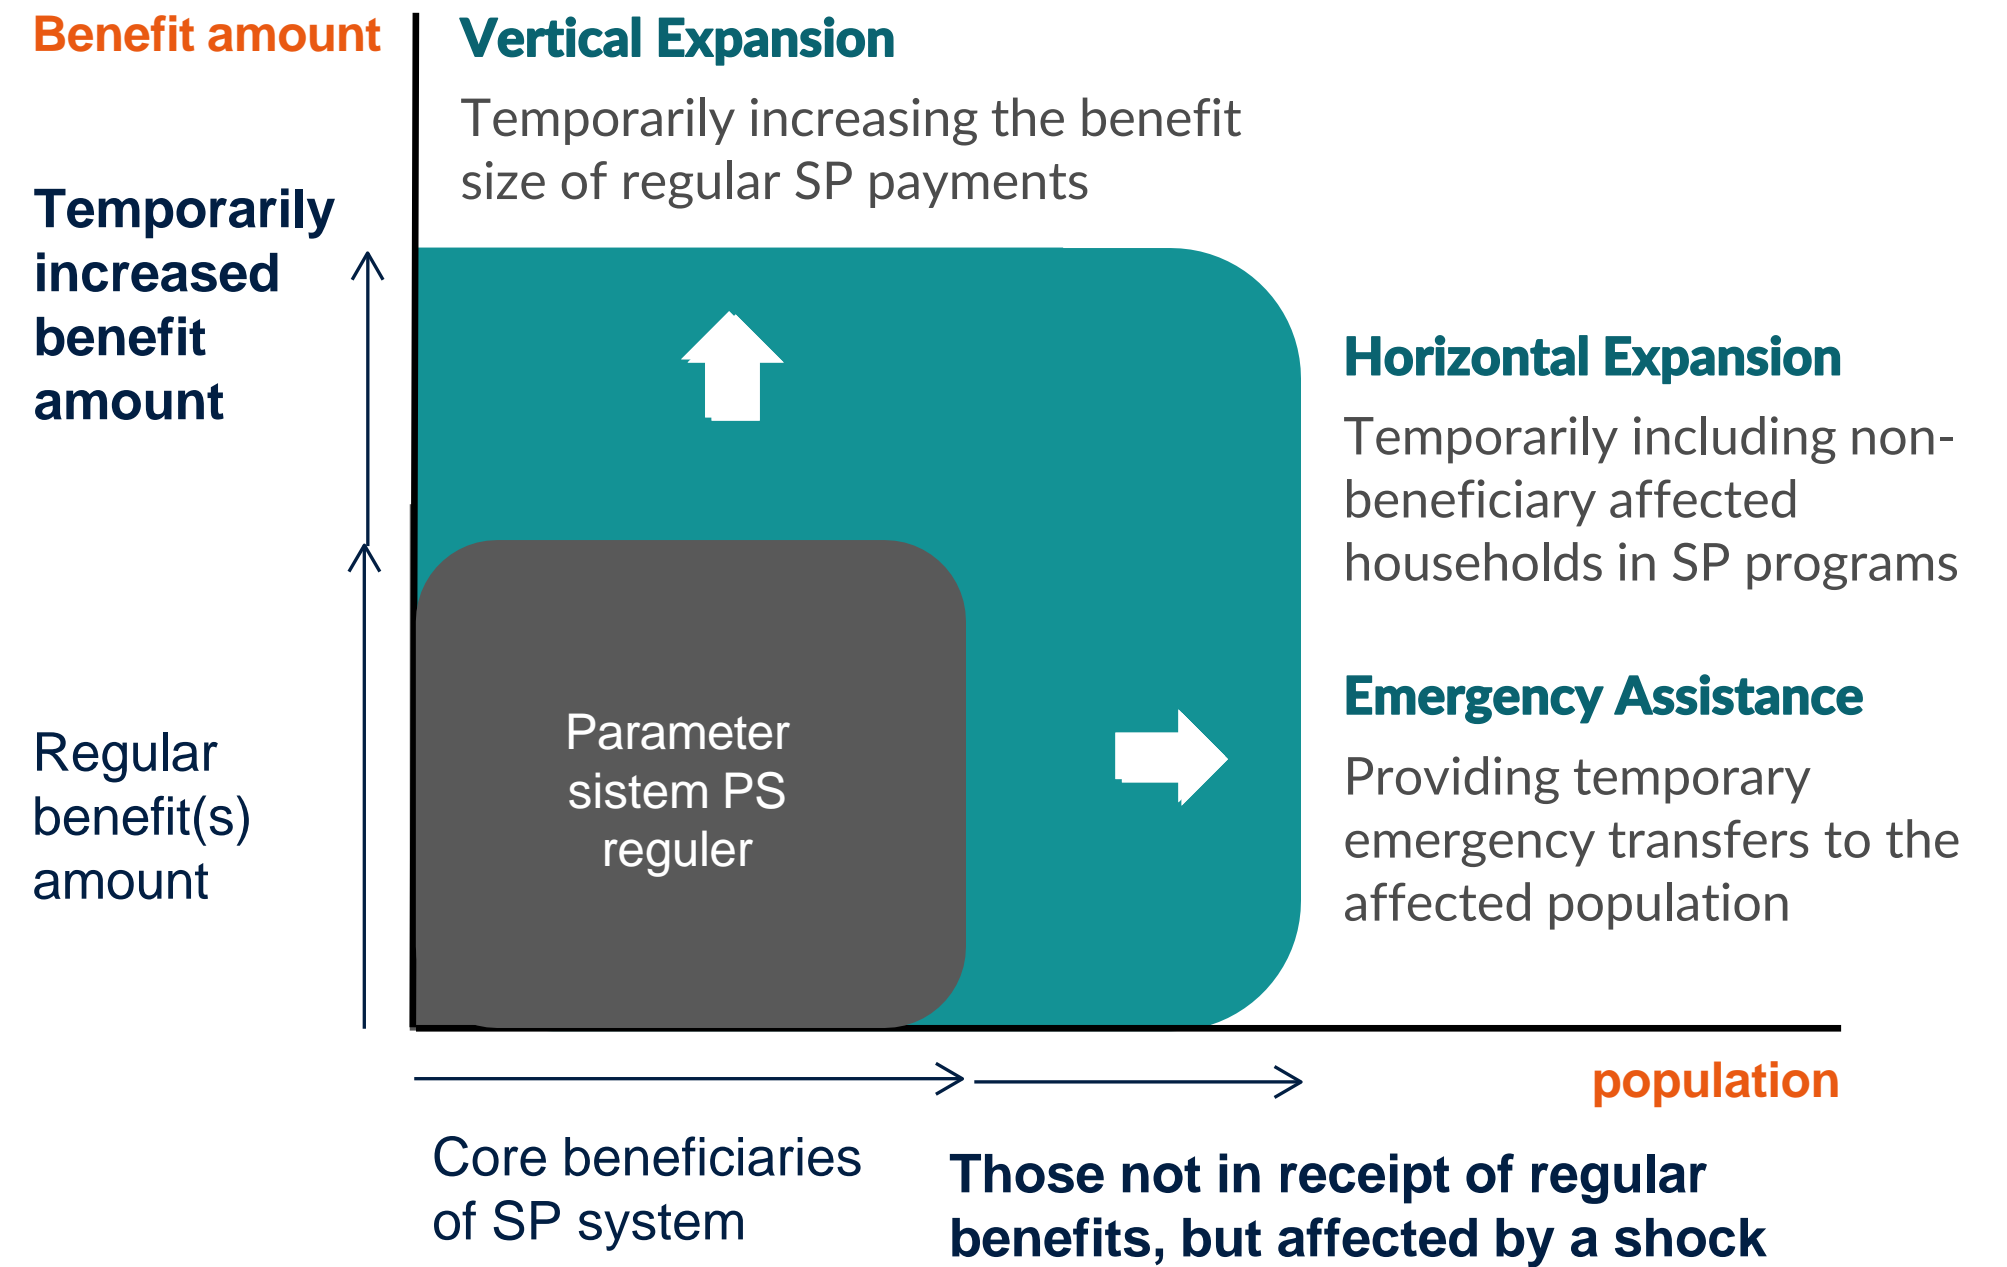 Benefit amount
Vertical Expansion
Temporarily increasing the benefit
size of regular SP payments
Temporarily
increased
benefit
amount
Horizontal Expansion
Temporarily including non-
beneficiary affected
households in SP programs
Emergency Assistance
Providing temporary
emergency transfers to the
affected population
Regular
benefit(s)
amount
Parameter
sistem PS
reguler
population
Core beneficiaries
of SP system
Those not in receipt of regular
benefits, but affected by a shock